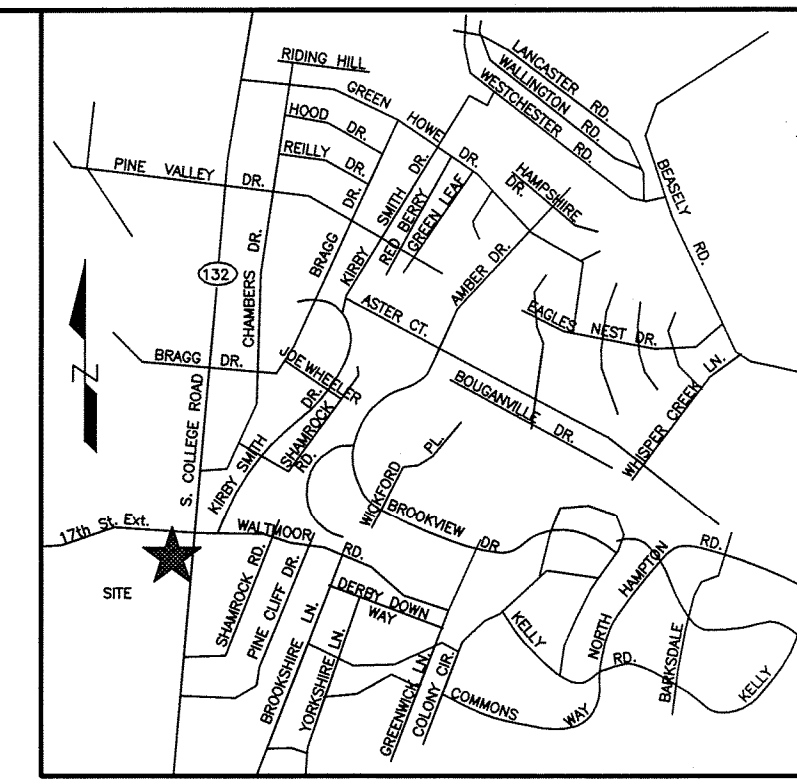 RIDING HILL
LANCASTER RD.
WALLINGTON RD.
WESTCHESTER RD.
GREEN HOWE DR.
HOOD DR.
REILLY DR.
PINE VALLEY DR.
HAMPSHIRE DR.
BEASELY RD.
BRAGG DR.
KIRBY SMITH DR.
RED BERRY
GREEN LEAF
132
CHAMBERS DR.
AMBER DR.
ASTER CT.
EAGLES NEST DR.
N
BRAGG DR.
JOE WHEELER DR.
BOUGANVILLE DR.
WHISPER CREEK LN.
S. COLLEGE ROAD
KIRBY SMITH
SHAMROCK RD.
WICKFORD PL.
17th St. Ext.
WALTMOOR RD.
BROOKVIEW DR
SITE
SHAMROCK RD.
PINE CLIFF DR.
DERBY DOWN WAY
BROOKSHIRE LN.
YORKSHIRE LN.
GREENWICK LN.
COLONY CIR.
COMMONS WAY
KELLY RD.
NORTH HAMPTON RD.
BARKSDALE
KELLY